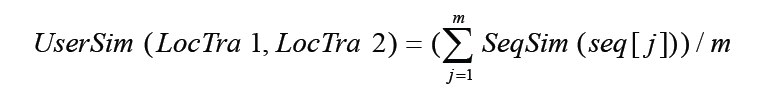 UserSim (LocTra 1, LocTra 2) = (∑_{j=1}^{m} SeqSim (seq[j])) / m